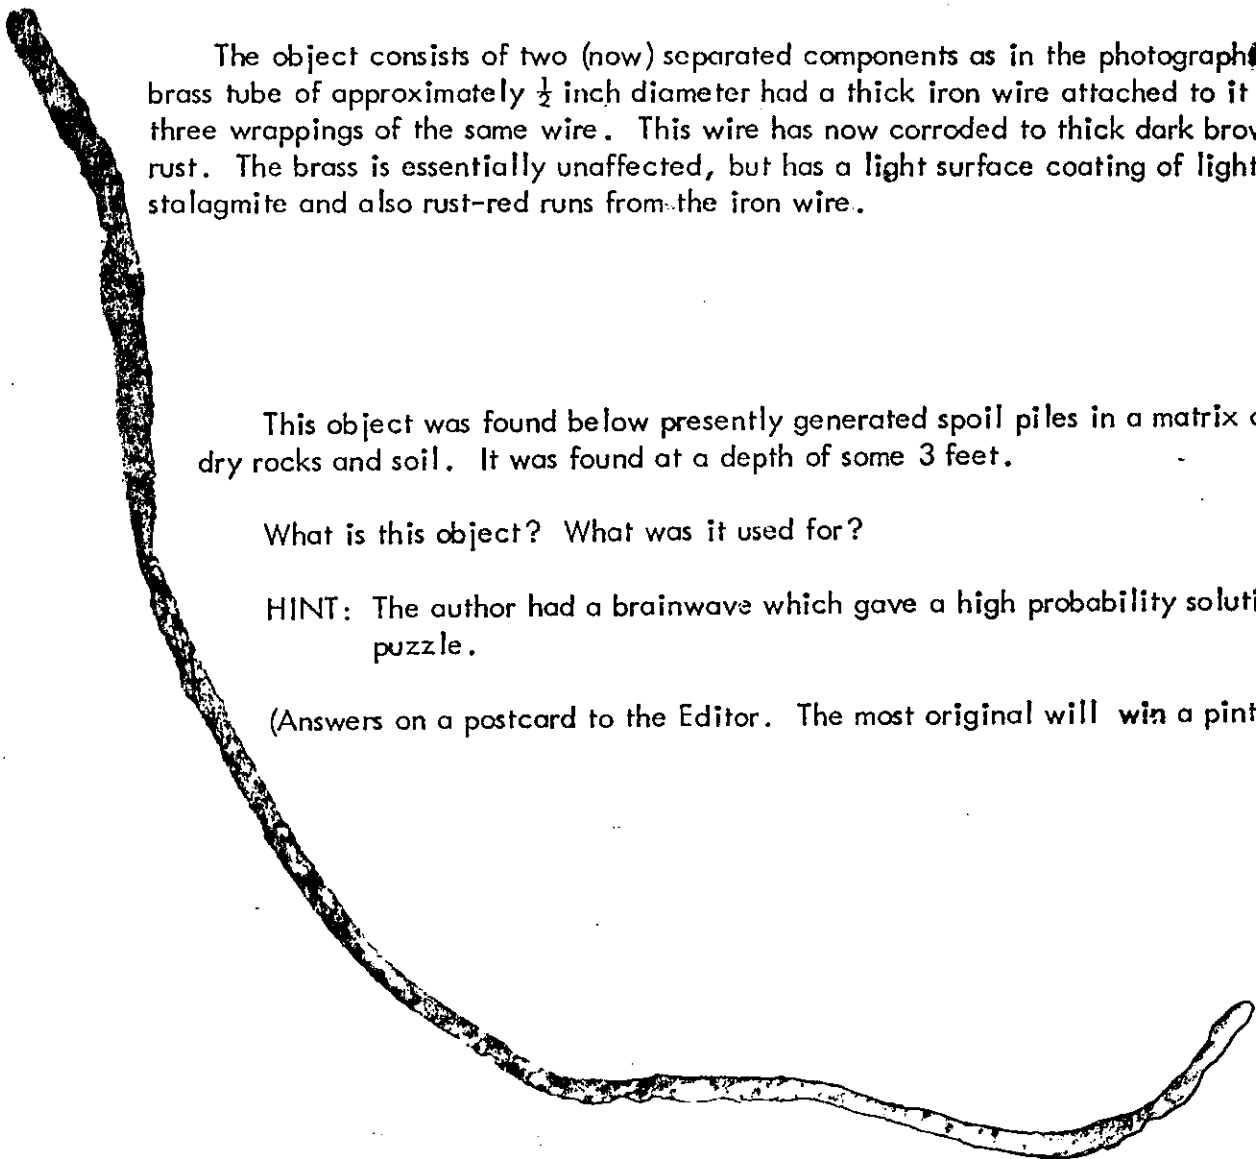 The object consists of two (now) separated components as in the photograph
brass tube of approximately ½ inch diameter had a thick iron wire attached to it
three wrappings of the same wire. This wire has now corroded to thick dark
rust. The brass is essentially unaffected, but has a light surface coating of light
stalagmite and also rust-red runs from the iron wire.
This object was found below presently generated spoil piles in a matrix
dry rocks and soil. It was found at a depth of some 3 feet.
What is this object? What was it used for?
HINT: The author had a brainwave which gave a high probability
puzzle.
(Answers on a postcard to the Editor. The most original will win a pint